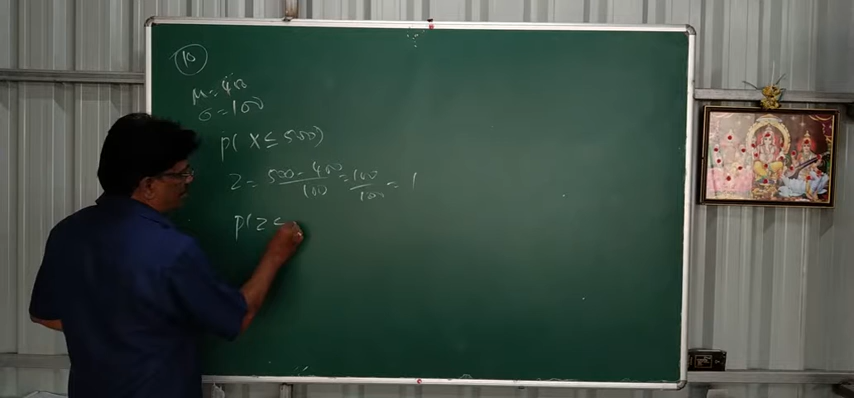 10
μ = 400
σ = 100
P( X ≤ 500)
Z = 500 - 400 / 100 = 100 / 100 = 1
P( Z ≤